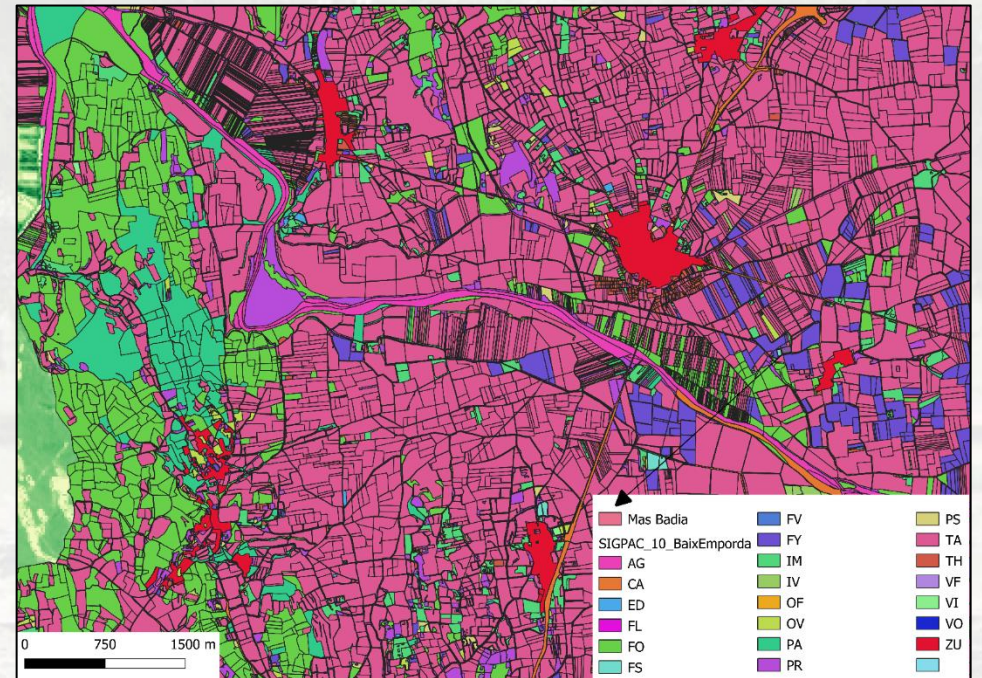 0 750 1500 m
Mas Badia
SIGPAC_10_BaixEmporda
AG
CA
ED
FL
FO
FS
FV
FY
IM
IV
OF
OV
PA
PR
PS
TA
TH
VF
VI
VO
ZU